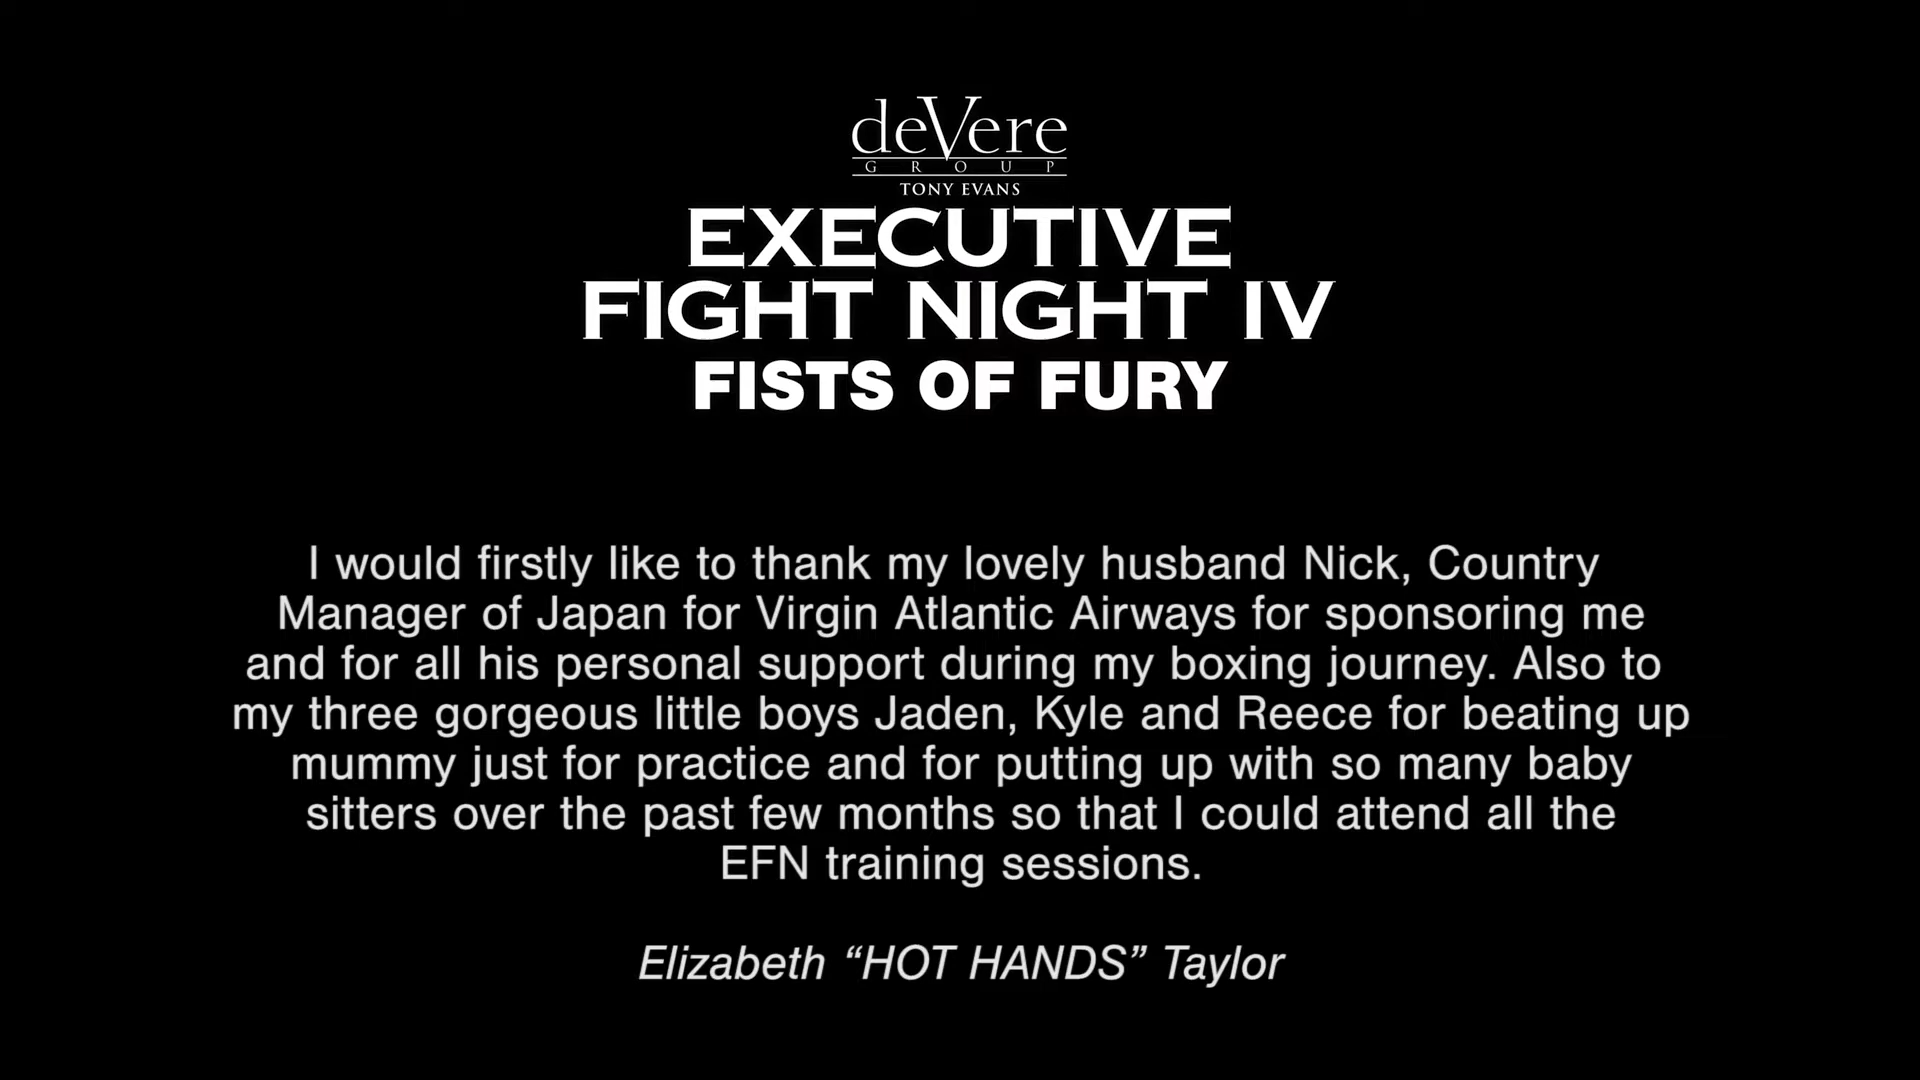 deVere
GROUP
TONY EVANS
EXECUTIVE
FIGHT NIGHT IV
FISTS OF FURY
I would firstly like to thank my lovely husband Nick, Country
Manager of Japan for Virgin Atlantic Airways for sponsoring me
and for all his personal support during my boxing journey. Also to
my three gorgeous little boys Jaden, Kyle and Reece for beating up
mummy just for practice and for putting up with so many baby
sitters over the past few months so that I could attend all the
EFN training sessions.
Elizabeth “HOT HANDS” Taylor